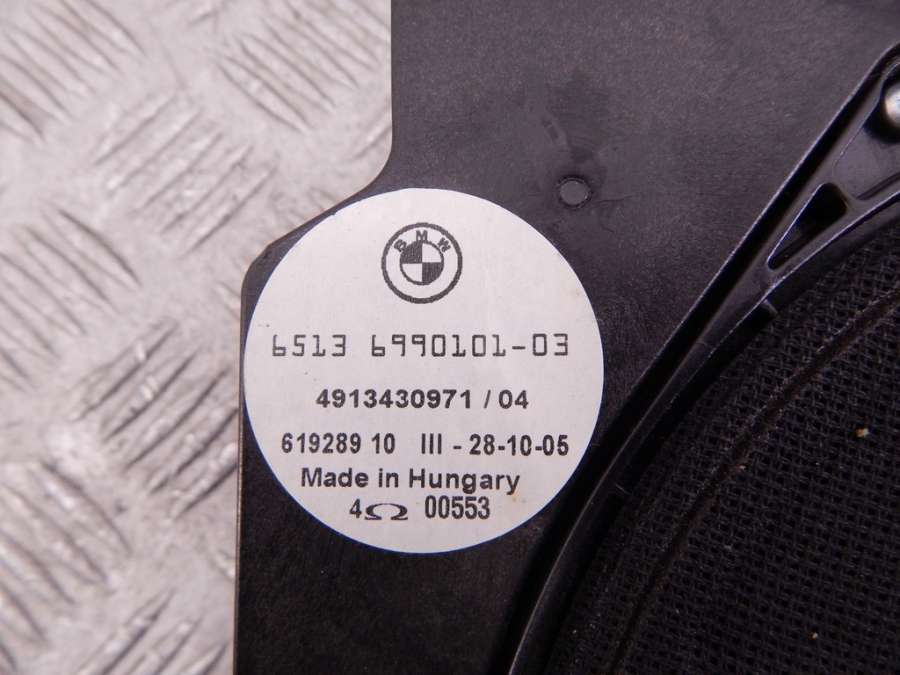 BMW
6513 6990101-03
4913430971 / 04
619289 10 III - 28-10-05
Made in Hungary
4Ω 00553